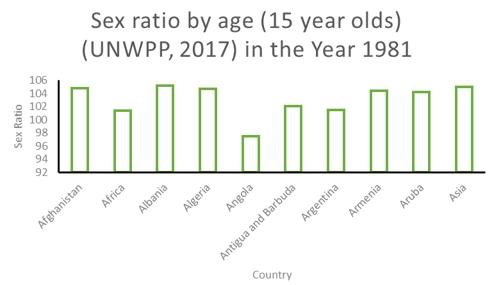 Sex ratio by age (15 year olds)
(UNWPP, 2017) in the Year 1981
106
104
102
100
98
96
94
92
Sex Ratio
Afghanistan
Africa
Albania
Algeria
Angola
Antigua and Barbuda
Argentina
Armenia
Aruba
Asia
Country